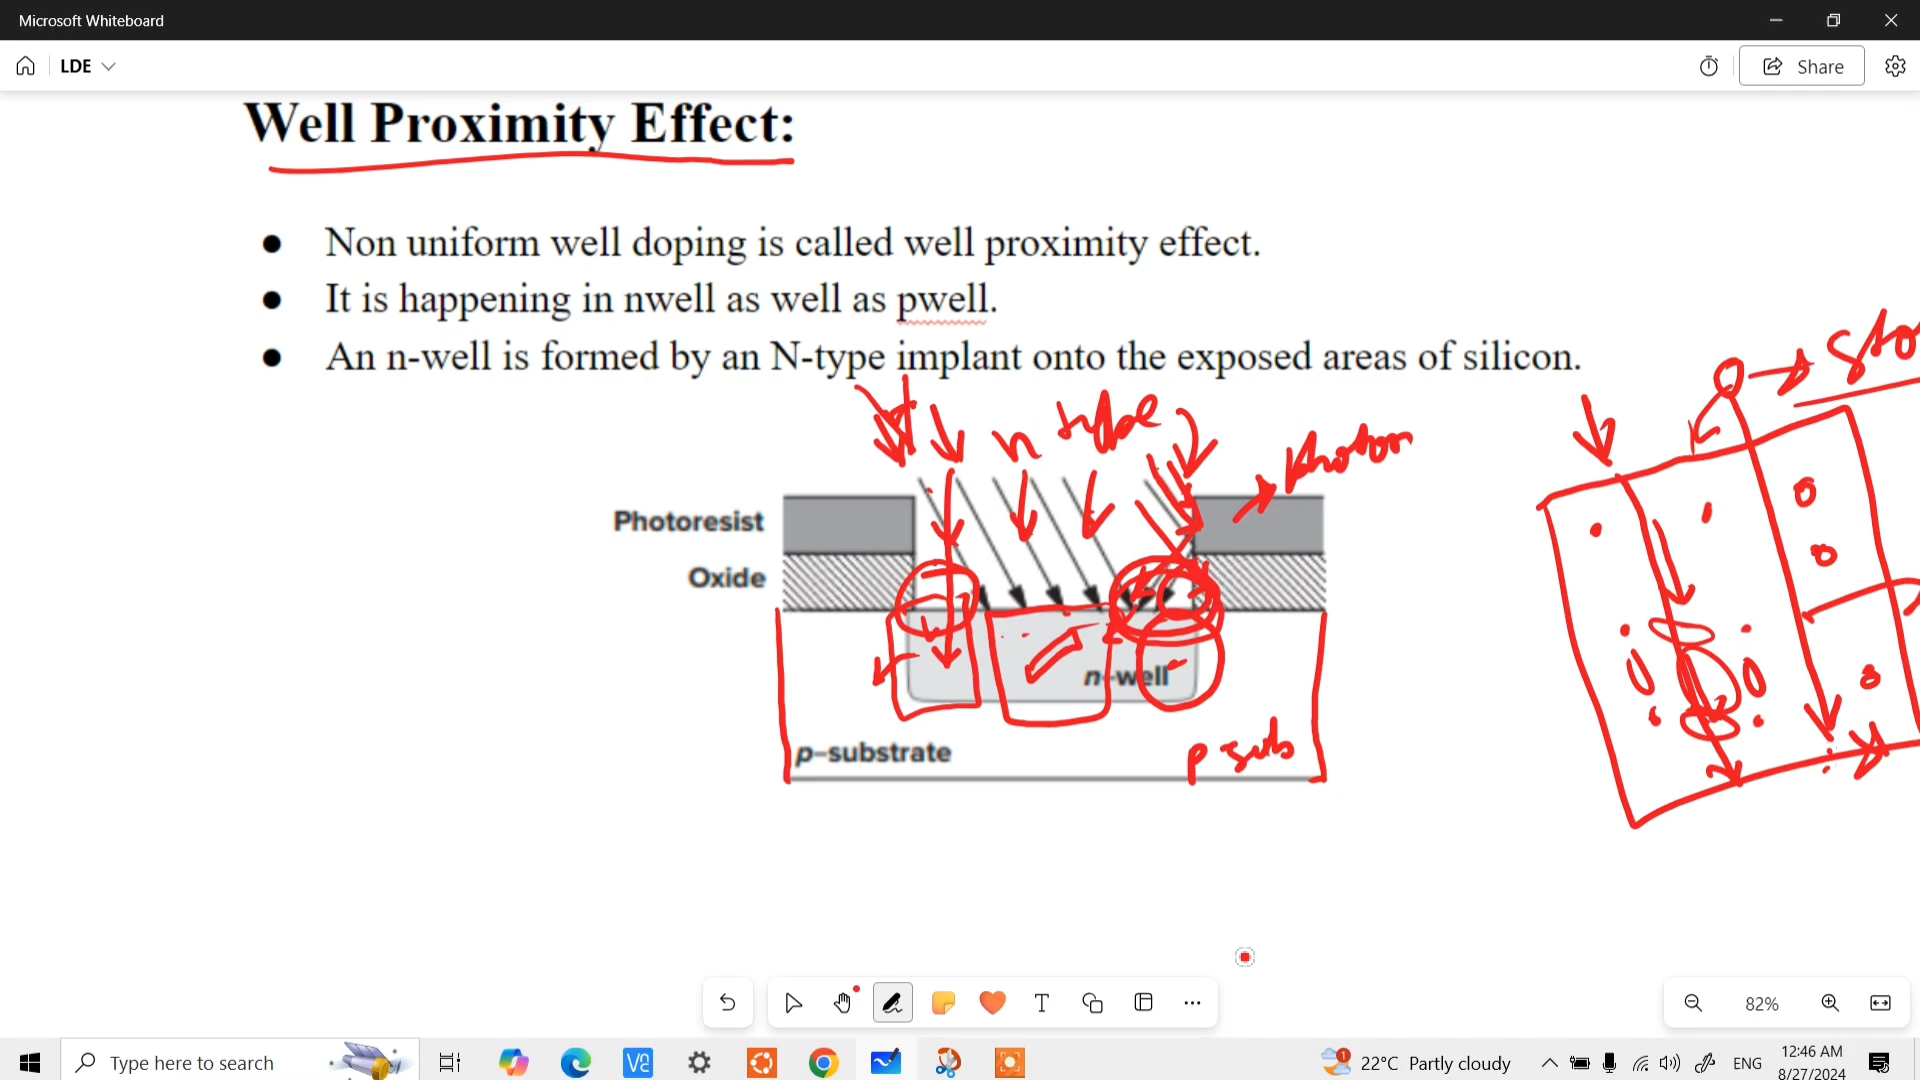 Microsoft Whiteboard
LDE
Share
Well Proximity Effect:
● Non uniform well doping is called well proximity effect.
● It is happening in nwell as well as pwell.
● An n-well is formed by an N-type implant onto the exposed areas of silicon.
n type
Photoresist
Oxide
n-well
p-substrate
p sub
82%
Type here to search
22°C Partly cloudy
ENG
12:46 AM
8/27/2024